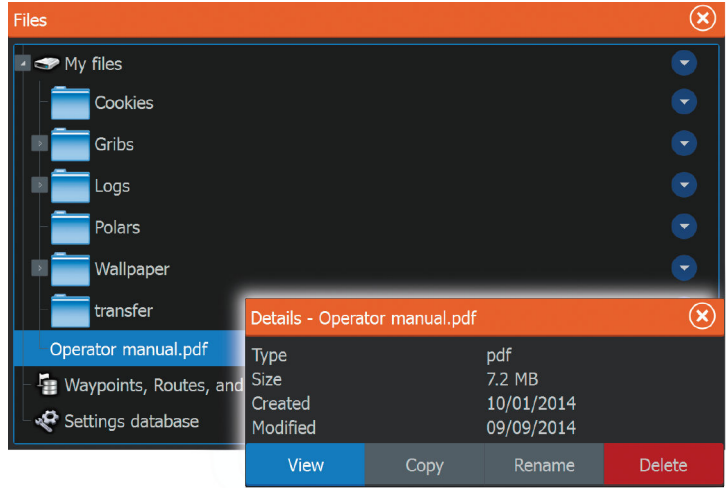 Files
My files
Cookies
Gribs
Logs
Polars
Wallpaper
transfer
Operator manual.pdf
Waypoints, Routes, and
Settings database
Details - Operator manual.pdf
Type pdf
Size 7.2 MB
Created 10/01/2014
Modified 09/09/2014
View Copy Rename Delete